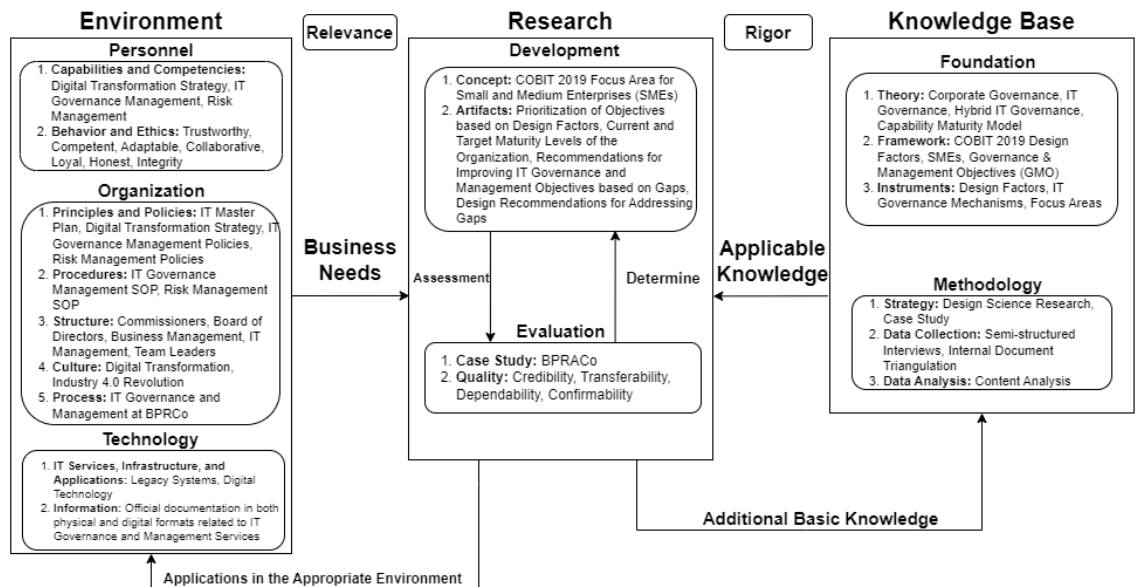 Environment
Personnel
1. Capabilities and Competencies:
Digital Transformation Strategy, IT
Governance Management, Risk
Management
2. Behavior and Ethics: Trustworthy,
Competent, Adaptable, Collaborative,
Loyal, Honest, Integrity
Organization
1. Principles and Policies: IT Master
Plan, Digital Transformation Strategy, IT
Governance Management Policies,
Risk Management Policies
2. Procedures: IT Governance
Management SOP, Risk Management
SOP
3. Structure: Commissioners, Board of
Directors, Business Management, IT
Management, Team Leaders
4. Culture: Digital Transformation,
Industry 4.0 Revolution
5. Process: IT Governance and
Management at BPRCo
Technology
1. IT Services, Infrastructure, and
Applications: Legacy Systems, Digital
Technology
2. Information: Official documentation in both
physical and digital formats related to IT
Governance and Management Services
Relevance
Business
Needs
Research
Development
1. Concept: COBIT 2019 Focus Area for
Small and Medium Enterprises (SMEs)
2. Artifacts: Prioritization of Objectives
based on Design Factors, Current and
Target Maturity Levels of the
Organization, Recommendations for
Improving IT Governance and
Management Objectives based on Gaps,
Design Recommendations for Addressing
Gaps
Assessment
Determine
Evaluation
1. Case Study: BPRACo
2. Quality: Credibility, Transferability,
Dependability, Confirmability
Rigor
Applicable
Knowledge
Knowledge Base
Foundation
1. Theory: Corporate Governance, IT
Governance, Hybrid IT Governance,
Capability Maturity Model
2. Framework: COBIT 2019 Design
Factors, SMEs, Governance &
Management Objectives (GMO)
3. Instruments: Design Factors, IT
Governance Mechanisms, Focus Areas
Methodology
1. Strategy: Design Science Research,
Case Study
2. Data Collection: Semi-structured
Interviews, Internal Document
Triangulation
3. Data Analysis: Content Analysis
Additional Basic Knowledge
Applications in the Appropriate Environment